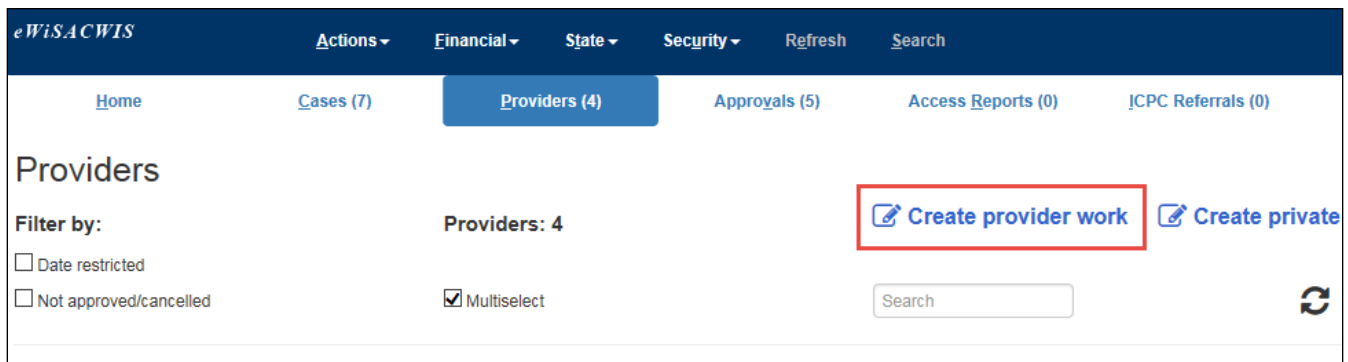 eWiSACWIS
Actions Financial State Security Refresh Search
Home Cases (7) Providers (4) Approvals (5) Access Reports (0) ICPC Referrals (0)
Providers
Filter by: Providers: 4 Create provider work Create private
Date restricted
Not approved/cancelled Multiselect Search